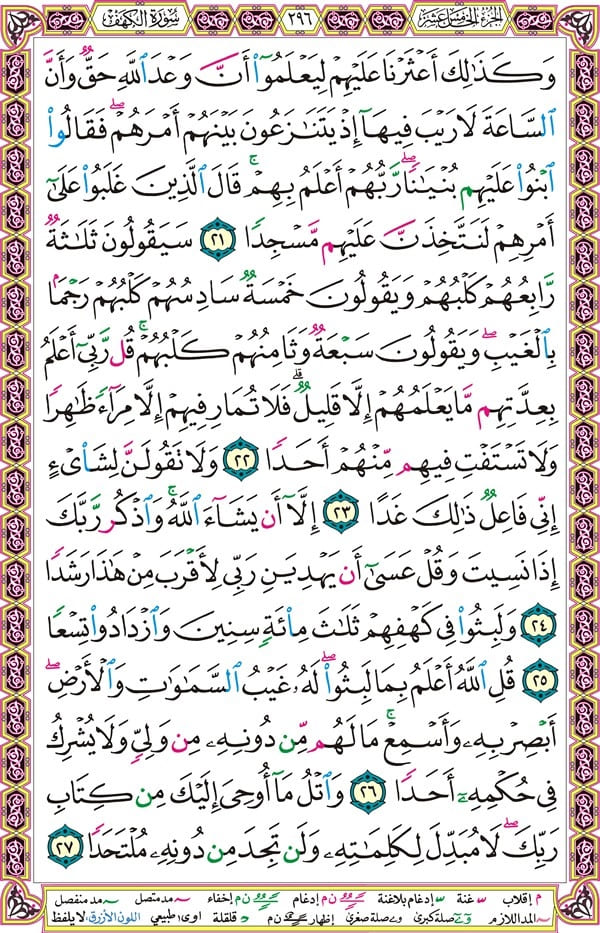 الجزء الخامس عشر ٢٩٦ سورة الكهف
وَكَذَٰلِكَ أَعْثَرْنَا عَلَيْهِمْ لِيَعْلَمُوٓا۟ أَنَّ وَعْدَ ٱللَّهِ حَقٌّ وَأَنَّ
ٱلسَّاعَةَ لَا رَيْبَ فِيهَآ إِذْ يَتَنَـٰزَعُونَ بَيْنَهُمْ أَمْرَهُمْ ۖ فَقَالُوا۟
ٱبْنُوا۟ عَلَيْهِم بُنْيَـٰنًا ۖ رَّبُّهُمْ أَعْلَمُ بِهِمْ ۚ قَالَ ٱلَّذِينَ غَلَبُوا۟ عَلَىٰٓ
أَمْرِهِمْ لَنَتَّخِذَنَّ عَلَيْهِم مَّسْجِدًا ٢١ سَيَقُولُونَ ثَلَـٰثَةٌ
رَّابِعُهُمْ كَلْبُهُمْ وَيَقُولُونَ خَمْسَةٌ سَادِسُهُمْ كَلْبُهُمْ رَجْمًۢا
بِٱلْغَيْبِ ۖ وَيَقُولُونَ سَبْعَةٌ وَثَامِنُهُمْ كَلْبُهُمْ ۚ قُل رَّبِّىٓ أَعْلَمُ
بِعِدَّتِهِم مَّا يَعْلَمُهُمْ إِلَّا قَلِيلٌ ۗ فَلَا تُمَارِ فِيهِمْ إِلَّا مِرَآءً ظَـٰهِرًا
وَلَا تَسْتَفْتِ فِيهِم مِّنْهُمْ أَحَدًا ٢٢ وَلَا تَقُولَنَّ لِشَا۟ىْءٍ
إِنِّى فَاعِلٌ ذَٰلِكَ غَدًا ٢٣ إِلَّآ أَن يَشَآءَ ٱللَّهُ ۚ وَٱذْكُر رَّبَّكَ
إِذَا نَسِيتَ وَقُلْ عَسَىٰٓ أَن يَهْدِيَنِ رَبِّى لِأَقْرَبَ مِنْ هَـٰذَا رَشَدًا
٢٤ وَلَبِثُوا۟ فِى كَهْفِهِمْ ثَلَـٰثَ مِا۟ئَةٍ سِنِينَ وَٱزْدَادُوا۟ تِسْعًا
٢٥ قُلِ ٱللَّهُ أَعْلَمُ بِمَا لَبِثُوا۟ ۖ لَهُۥ غَيْبُ ٱلسَّمَـٰوَٰتِ وَٱلْأَرْضِ ۖ
أَبْصِرْ بِهِۦ وَأَسْمِعْ ۚ مَا لَهُم مِّن دُونِهِۦ مِن وَلِىٍّ وَلَا يُشْرِكُ
فِى حُكْمِهِۦٓ أَحَدًا ٢٦ وَٱتْلُ مَآ أُوحِىَ إِلَيْكَ مِن كِتَابِ
رَبِّكَ ۖ لَا مُبَدِّلَ لِكَلِمَـٰتِهِۦ وَلَن تَجِدَ مِن دُونِهِۦ مُلْتَحَدًا ٢٧
م إقلاب غنة إدغام بلاغنة ن م إدغام ن م إخفاء مد متصل مد منفصل
المد اللازم صلة كبرى صلة صغرى إظهار ن م قلقلة اوى طبيعي اللون الأزرق لا يلفظ